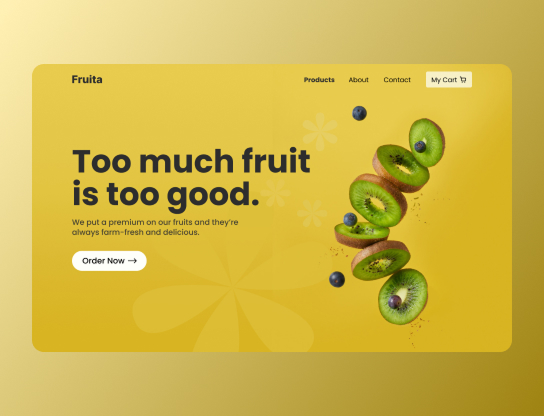 Fruita
Products About Contact My Cart
Too much fruit
is too good.
We put a premium on our fruits and they're
always farm-fresh and delicious.
Order Now →